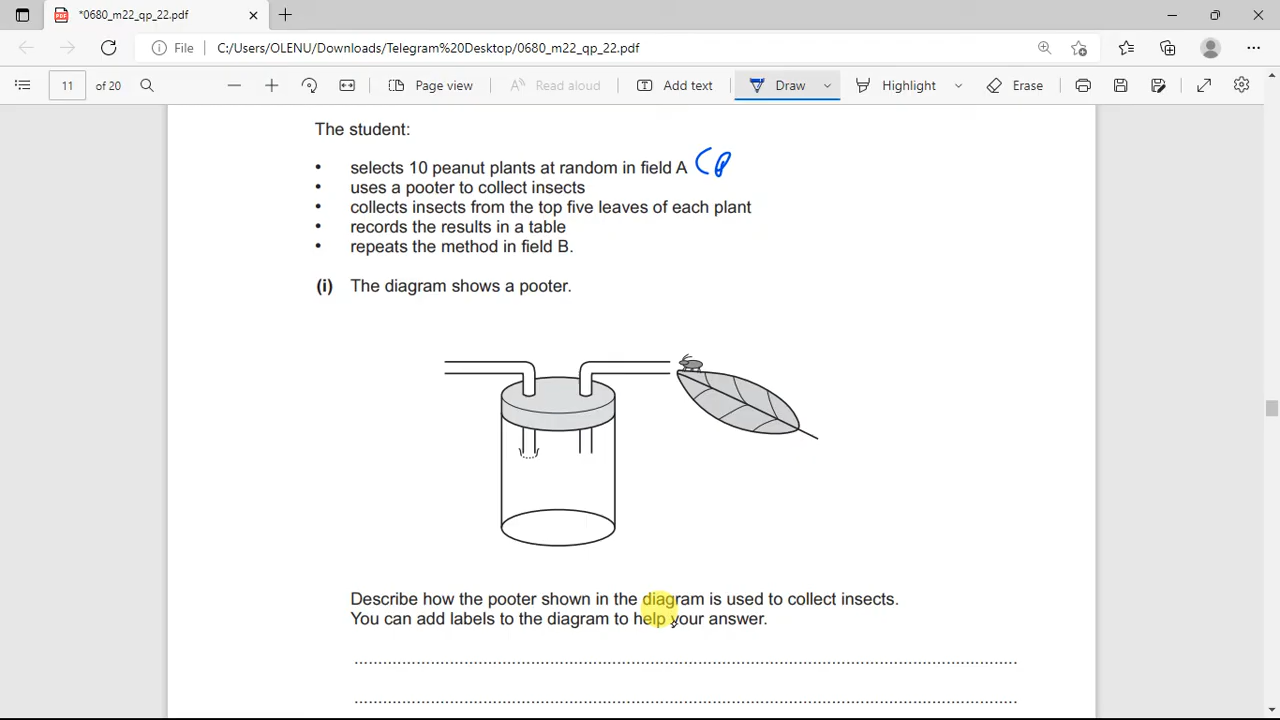 *0680_m22_qp_22.pdf
File C:/Users/OLENU/Downloads/Telegram%20Desktop/0680_m22_qp_22.pdf
11 of 20 Page view Read aloud Add text Draw Highlight Erase
The student:
• selects 10 peanut plants at random in field A
• uses a pooter to collect insects
• collects insects from the top five leaves of each plant
• records the results in a table
• repeats the method in field B.
(i) The diagram shows a pooter.
Describe how the pooter shown in the diagram is used to collect insects.
You can add labels to the diagram to help your answer.